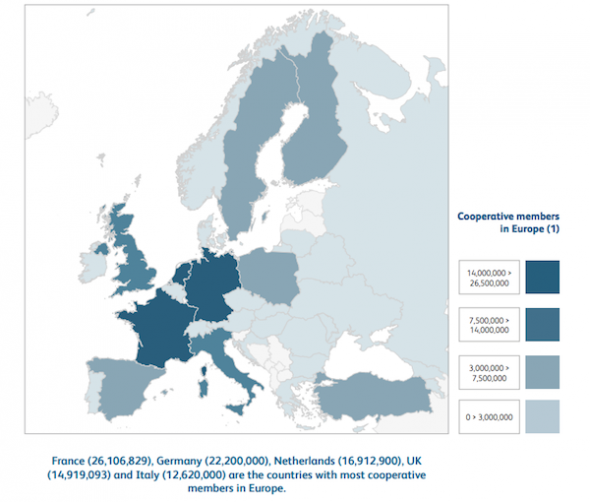 Cooperative members
in Europe (1)
14,000,000 >
26,500,000
7,500,000 >
14,000,000
3,000,000 >
7,500,000
0 > 3,000,000
France (26,106,829), Germany (22,200,000), Netherlands (16,912,900), UK
(14,919,093) and Italy (12,620,000) are the countries with most cooperative
members in Europe.